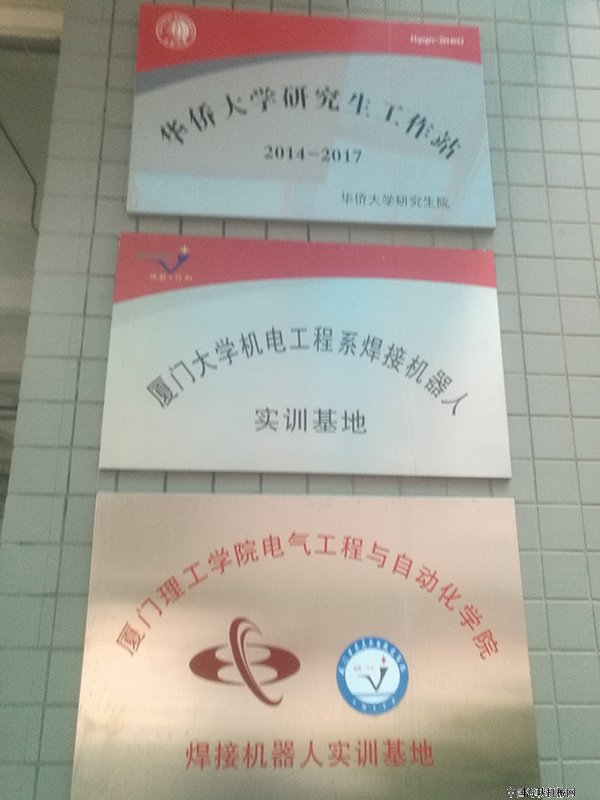 华侨大学研究生工作站
2014-2017
华侨大学研究生院
厦门大学机电工程系焊接机器人
实训基地
厦门理工学院电气工程与自动化学院
焊接机器人实训基地